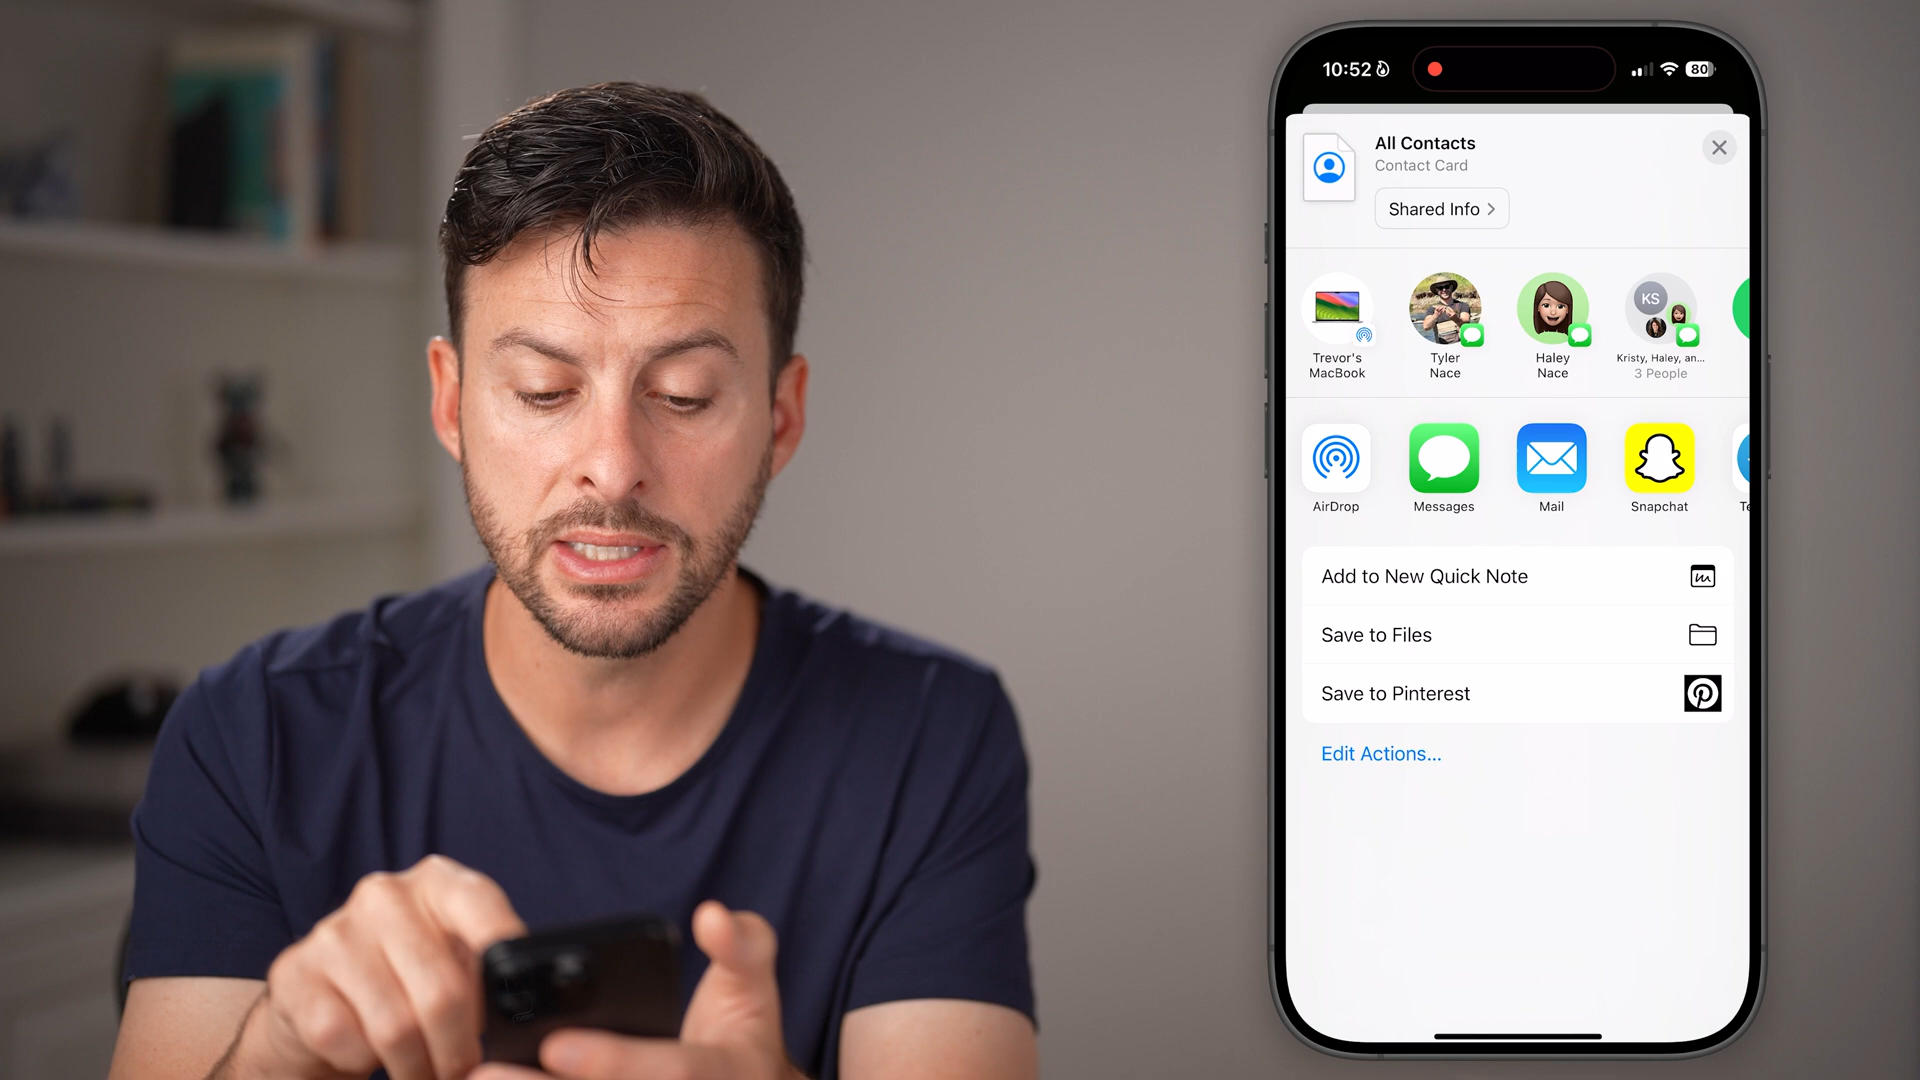 10:52
80
All Contacts
Contact Card
Shared Info
KS
Trevor's
MacBook
Tyler
Nace
Haley
Nace
Kristy, Haley, an...
3 People
AirDrop
Messages
Mail
Snapchat
Te
Add to New Quick Note
Save to Files
Save to Pinterest
Edit Actions...